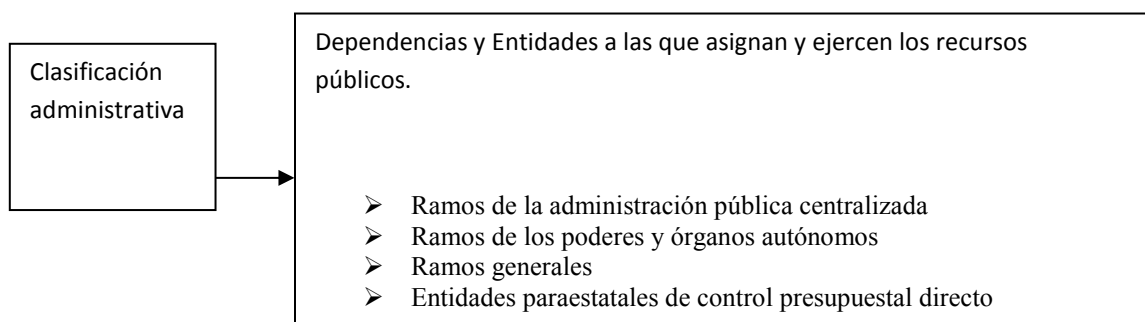 Clasificación
administrativa
Dependencias y Entidades a las que asignan y ejercen los recursos
públicos.
➢ Ramos de la administración pública centralizada
➢ Ramos de los poderes y órganos autónomos
➢ Ramos generales
➢ Entidades paraestatales de control presupuestal directo